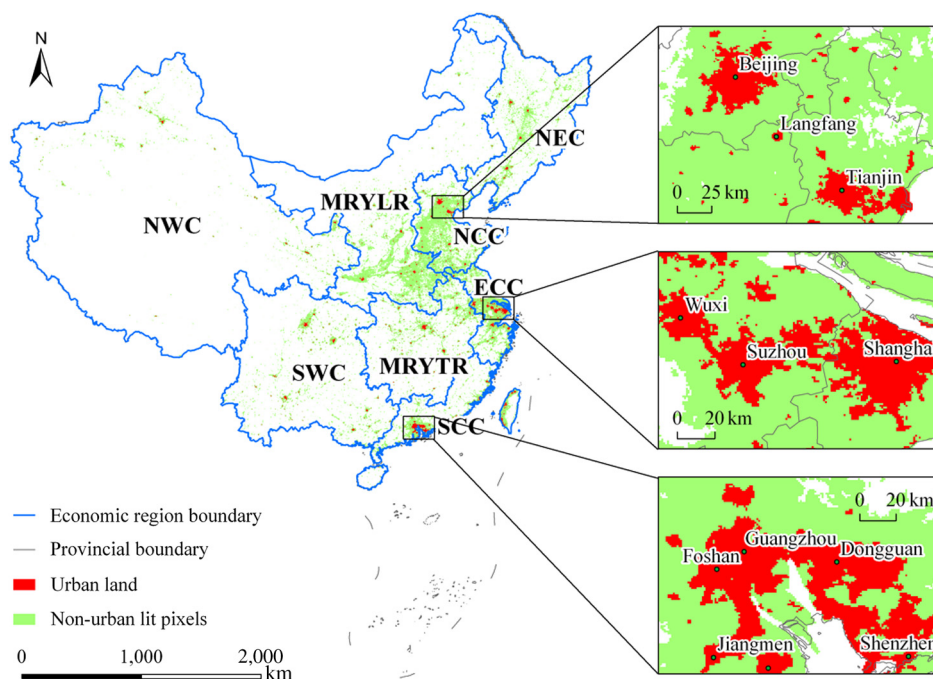 N
NEC
MRYLR
NWC
NCC
ECC
SWC
MRYTR
SCC
Economic region boundary
Provincial boundary
Urban land
Non-urban lit pixels
0 1,000 2,000
km
Beijing
Langfang
Tianjin
0 25 km
Wuxi
Suzhou
Shangha
0 20 km
0 20 km
Guangzhou
Foshan
Dongguan
Jiangmen
Shenzhen